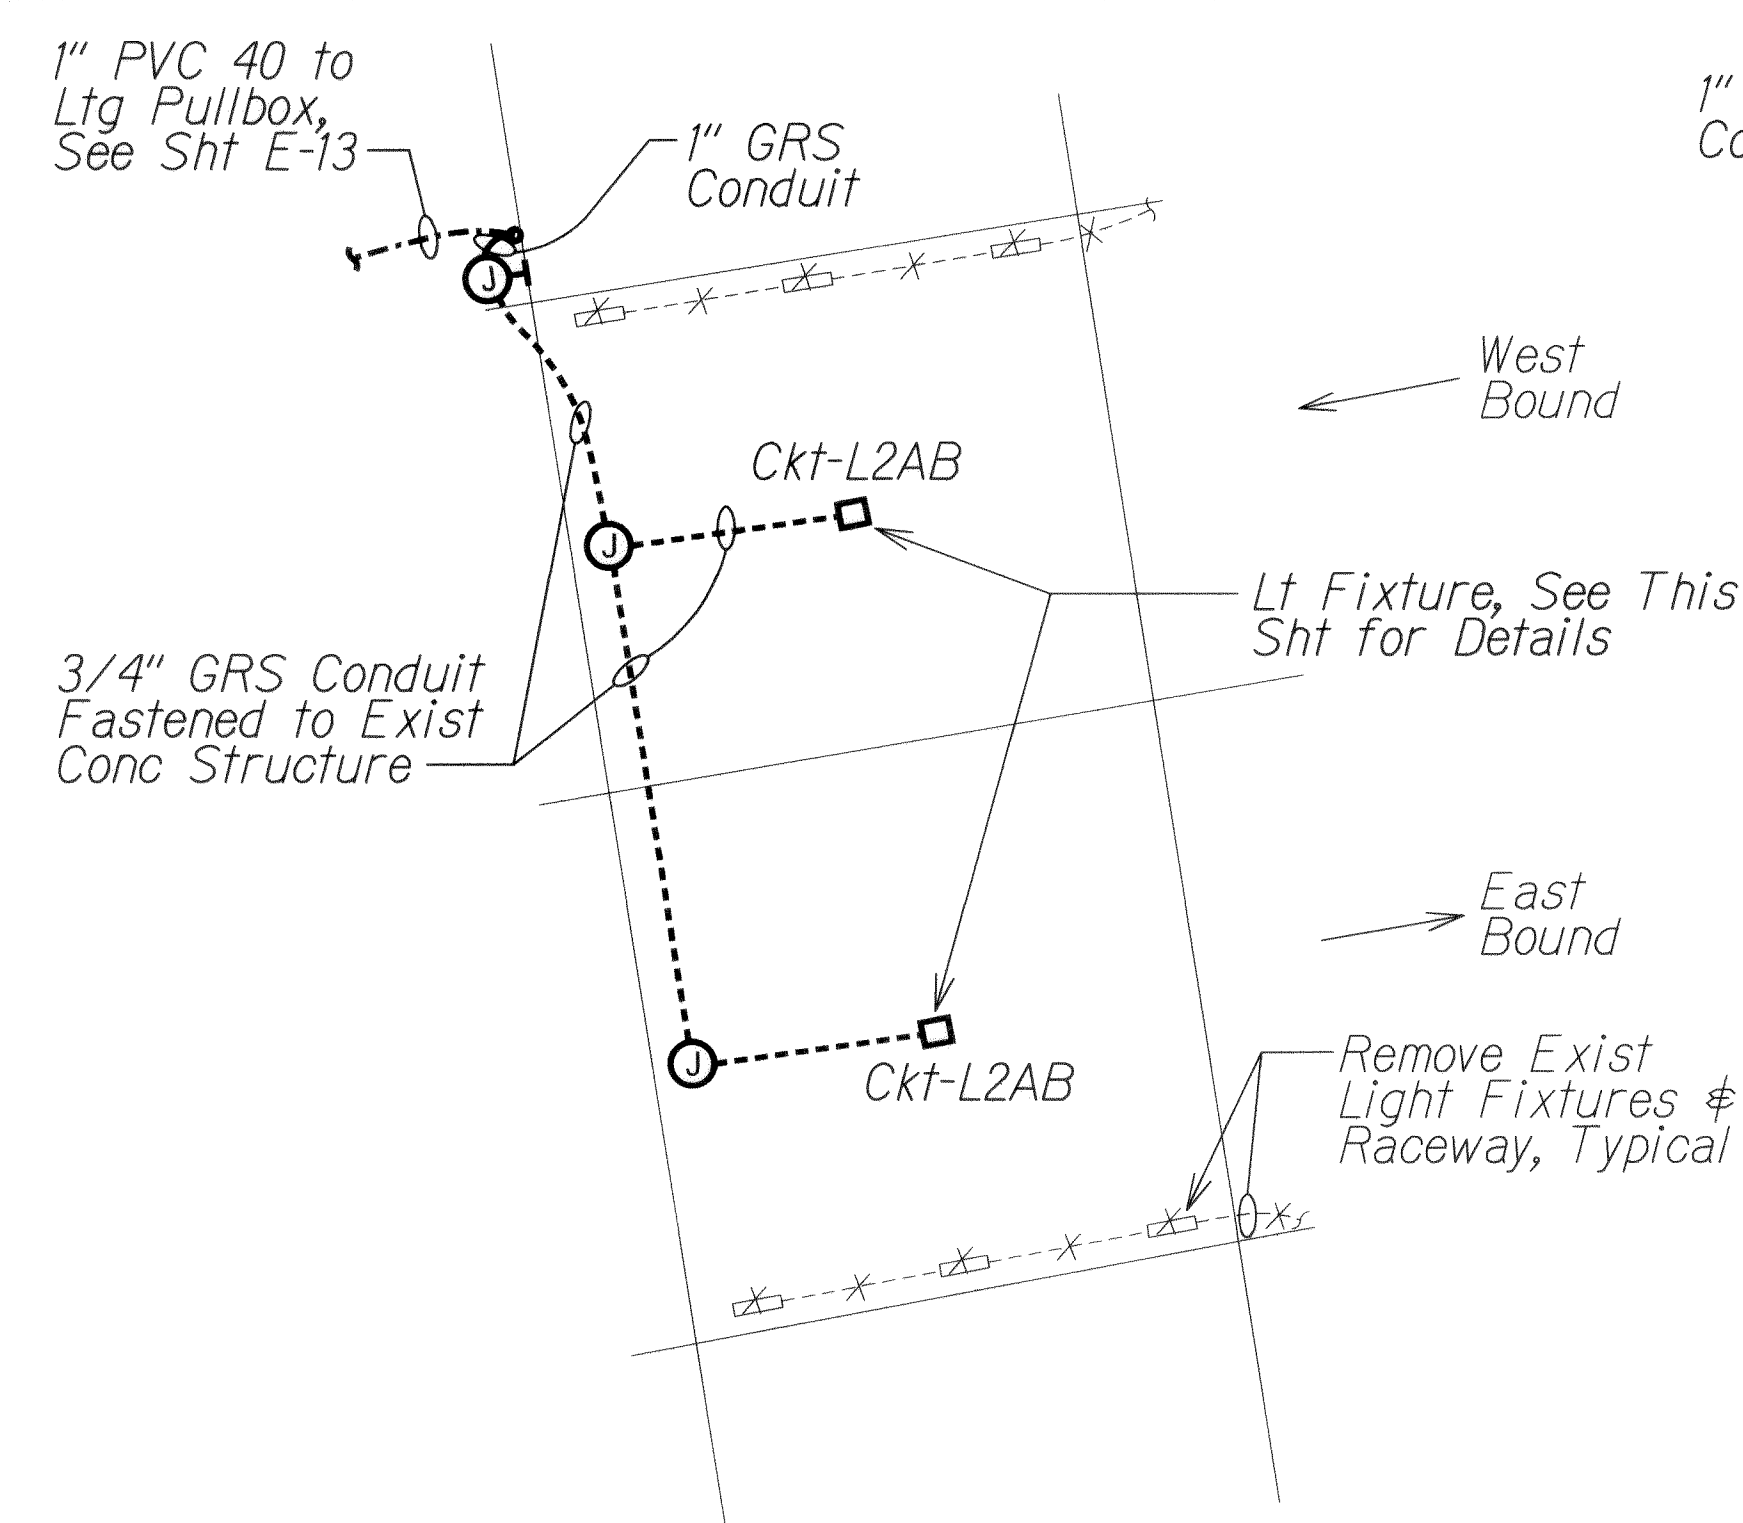 1" PVC 40 to
Ltg Pullbox,
See Sht E-13
1" GRS
Conduit
1"
West
Bound
J
Ckt-L2AB
J
Lt Fixture, See This
Sht for Details
3/4" GRS Conduit
Fastened to Exist
Conc Structure
East
Bound
J
Ckt-L2AB
Remove Exist
Light Fixtures &
Raceway, Typical